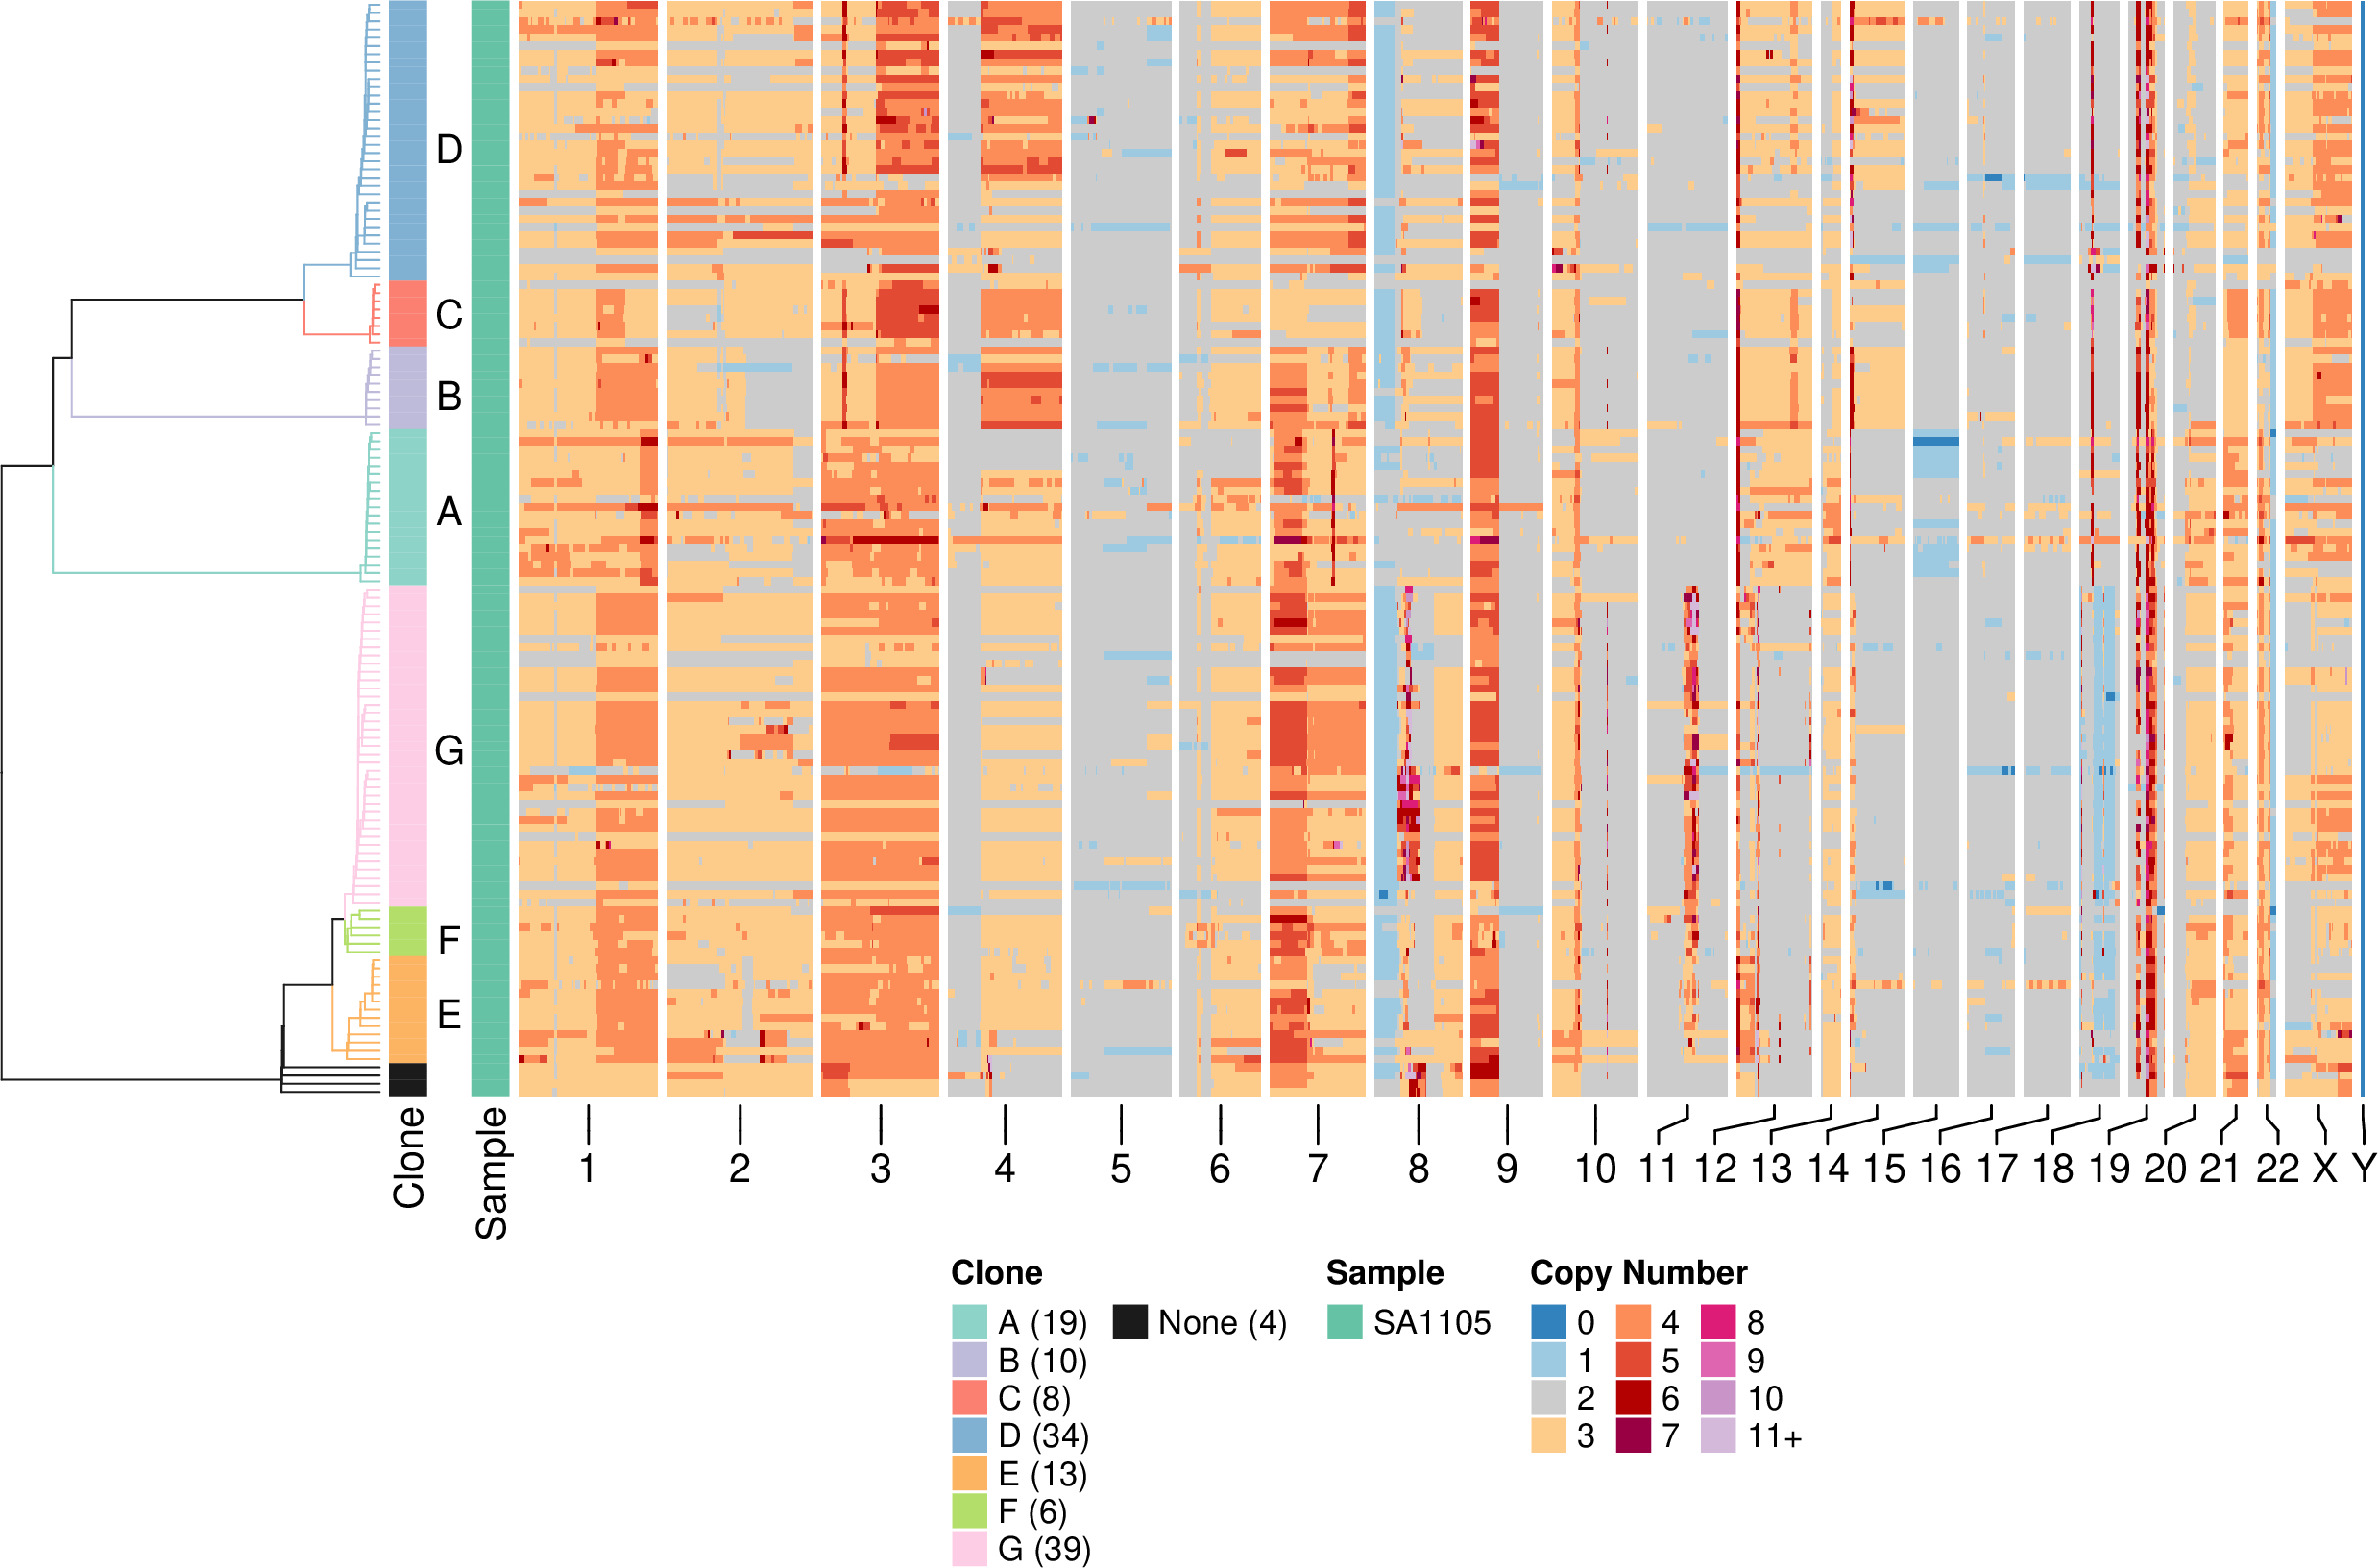 D
C
B
A
G
F
E
Clone
Sample
1 2 3 4 5 6 7 8 9 10 11 12 13 14 15 16 17 18 19 20 21 22 X Y
Clone Sample Copy Number
A (19) None (4) SA1105 0 4 8
B (10) 1 5 9
C (8) 2 6 10
D (34) 3 7 11+
E (13)
F (6)
G (39)